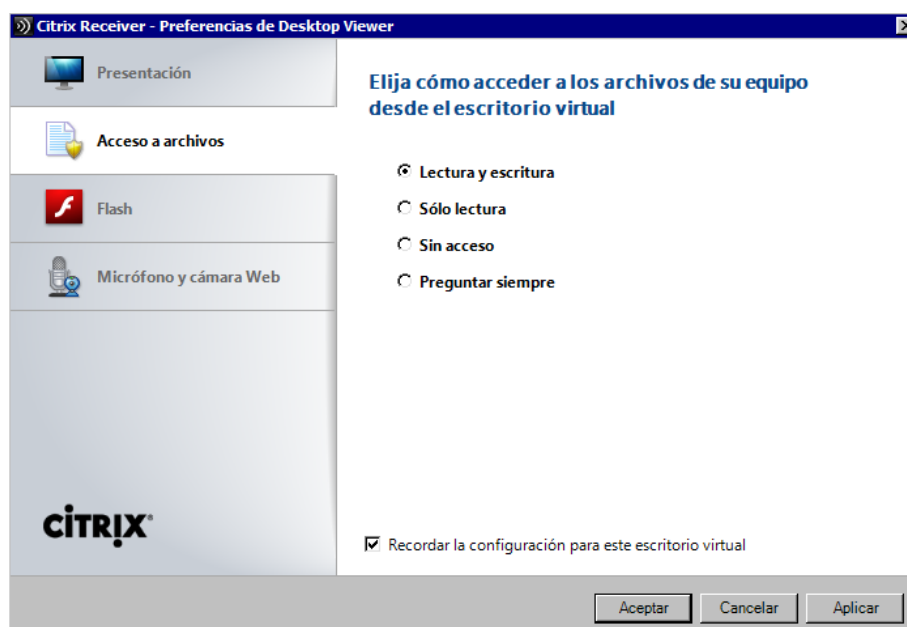 Citrix Receiver - Preferencias de Desktop Viewer
Presentación
Acceso a archivos
Flash
Micrófono y cámara Web
CİTRIX
Elija cómo acceder a los archivos de su equipo
desde el escritorio virtual
Lectura y escritura
Sólo lectura
Sin acceso
Preguntar siempre
Recordar la configuración para este escritorio virtual
Aceptar
Cancelar
Aplicar